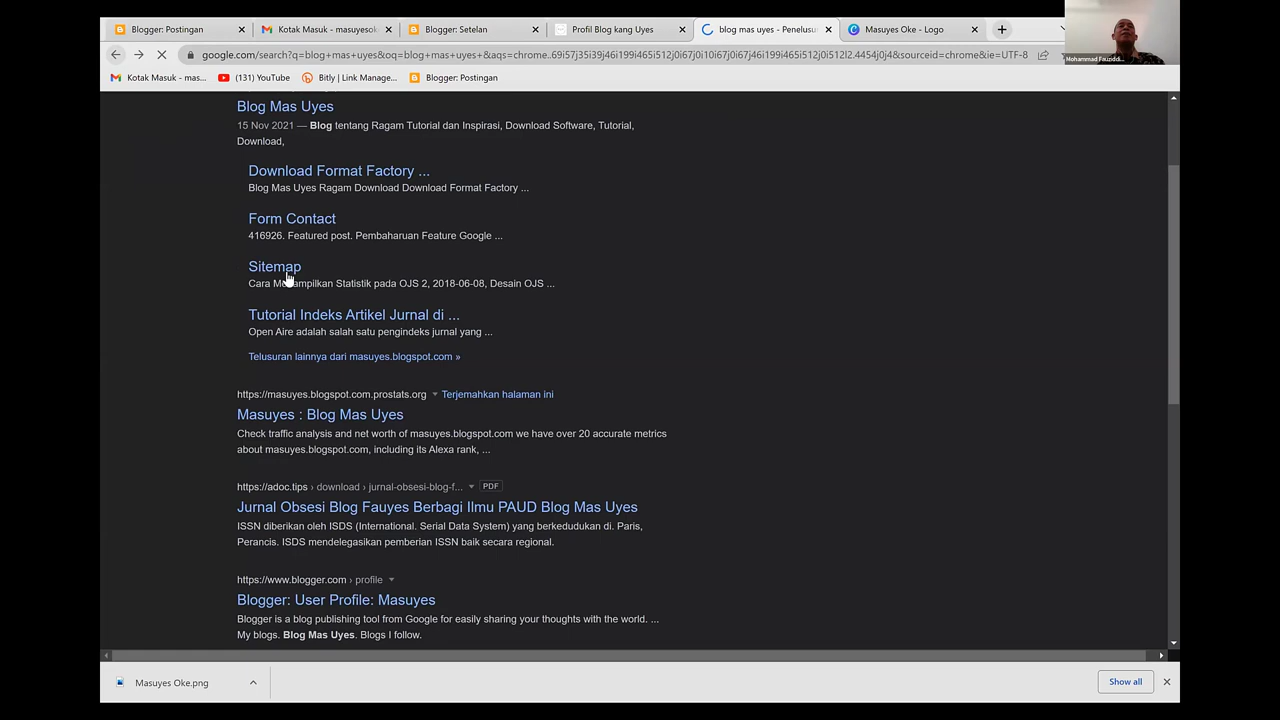 Blogger: Postingan
Kotak Masuk - masuyesok
Blogger: Setelan
Profil Blog kang Uyes
blog mas uyes - Penelusu
Masuyes Oke - Logo
google.com/search?q=blog+mas+uyes&oq=blog+mas+uyes+&aqs=chrome..69i57j35i39j46i199i465i512j0i67j0i10i67j0i67j46i199i465i512j0i512l2.4454j0j4&sourceid=chrome&ie=UTF-8
Mohammad Fauziddi...
Kotak Masuk - mas...
(131) YouTube
Bitly | Link Manage...
Blogger: Postingan
Blog Mas Uyes
15 Nov 2021 — Blog tentang Ragam Tutorial dan Inspirasi, Download Software, Tutorial,
Download,
Download Format Factory ...
Blog Mas Uyes Ragam Download Download Format Factory ...
Form Contact
416926. Featured post. Pembaharuan Feature Google ...
Sitemap
Cara Menampilkan Statistik pada OJS 2, 2018-06-08, Desain OJS ...
Tutorial Indeks Artikel Jurnal di ...
Open Aire adalah salah satu pengindeks jurnal yang ...
Telusuran lainnya dari masuyes.blogspot.com »
https://masuyes.blogspot.com.prostats.org Terjemahkan halaman ini
Masuyes : Blog Mas Uyes
Check traffic analysis and net worth of masuyes.blogspot.com we have over 20 accurate metrics
about masuyes.blogspot.com, including its Alexa rank, ...
https://adoc.tips › download › jurnal-obsesi-blog-f... PDF
Jurnal Obsesi Blog Fauyes Berbagi Ilmu PAUD Blog Mas Uyes
ISSN diberikan oleh ISDS (International. Serial Data System) yang berkedudukan di. Paris,
Perancis. ISDS mendelegasikan pemberian ISSN baik secara regional.
https://www.blogger.com › profile
Blogger: User Profile: Masuyes
Blogger is a blog publishing tool from Google for easily sharing your thoughts with the world. ...
My blogs. Blog Mas Uyes. Blogs I follow.
Masuyes Oke.png
Show all